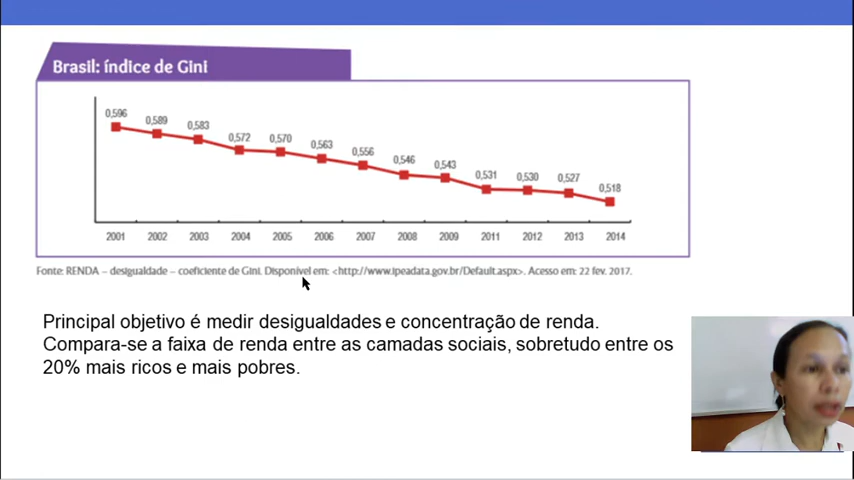 Brasil: índice de Gini
0,596 0,589 0,583 0,572 0,570 0,563 0,556 0,546 0,543 0,531 0,530 0,527 0,518
2001 2002 2003 2004 2005 2006 2007 2008 2009 2011 2012 2013 2014
Fonte: RENDA – desigualdade – coeficiente de Gini. Disponível em: <http://www.ipeadata.gov.br/Default.aspx>. Acesso em: 22 fev. 2017.
Principal objetivo é medir desigualdades e concentração de renda.
Compara-se a faixa de renda entre as camadas sociais, sobretudo entre os
20% mais ricos e mais pobres.